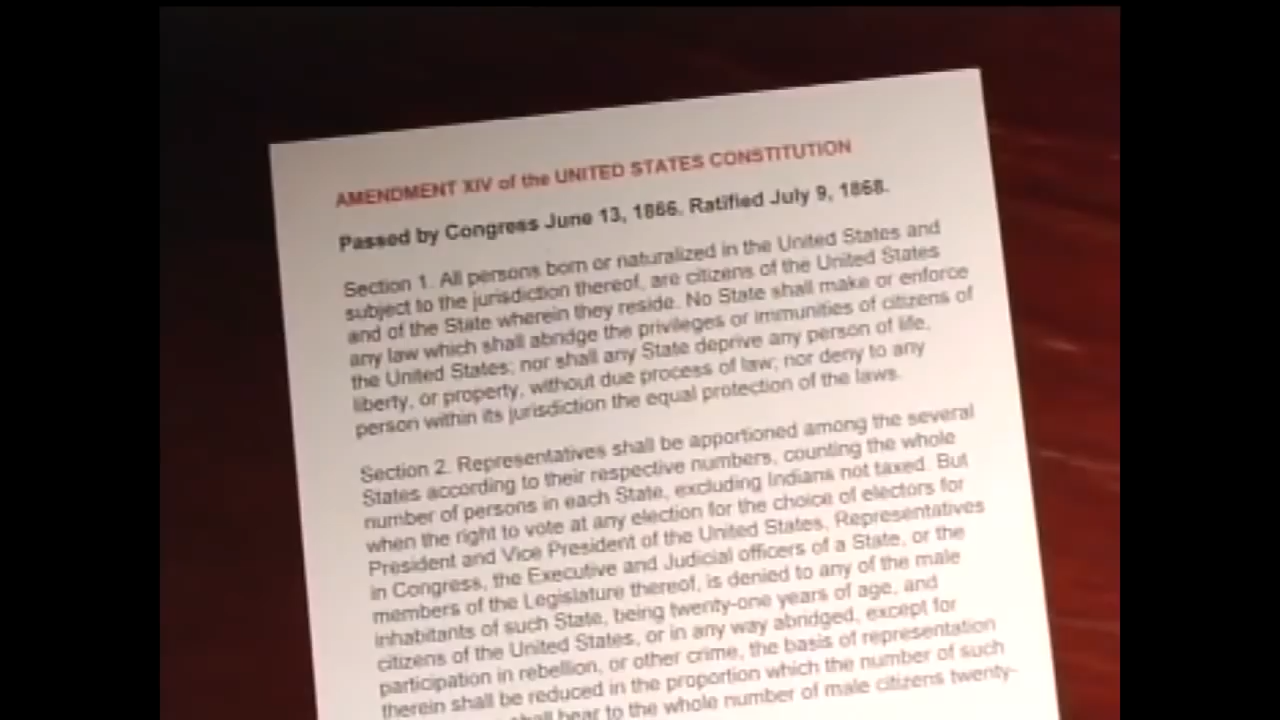 AMENDMENT XIV of the UNITED STATES CONSTITUTION
Passed by Congress June 13, 1866. Ratified July 9, 1868.
Section 1. All persons born or naturalized in the United States and
subject to the jurisdiction thereof, are citizens of the United States
and of the State wherein they reside. No State shall make or enforce
any law which shall abridge the privileges or immunities of citizens of
the United States; nor shall any State deprive any person of life,
liberty, or property, without due process of law; nor deny to any
person within its jurisdiction the equal protection of the laws.
Section 2. Representatives shall be apportioned among the several
States according to their respective numbers, counting the whole
number of persons in each State, excluding Indians not taxed. But
when the right to vote at any election for the choice of electors for
President and Vice President of the United States, Representatives
in Congress, the Executive and Judicial officers of a State, or the
members of the Legislature thereof, is denied to any of the male
inhabitants of such State, being twenty-one years of age, and
citizens of the United States, or in any way abridged, except for
participation in rebellion, or other crime, the basis of representation
therein shall be reduced in the proportion which the number of such
shall bear to the whole number of male citizens twenty-